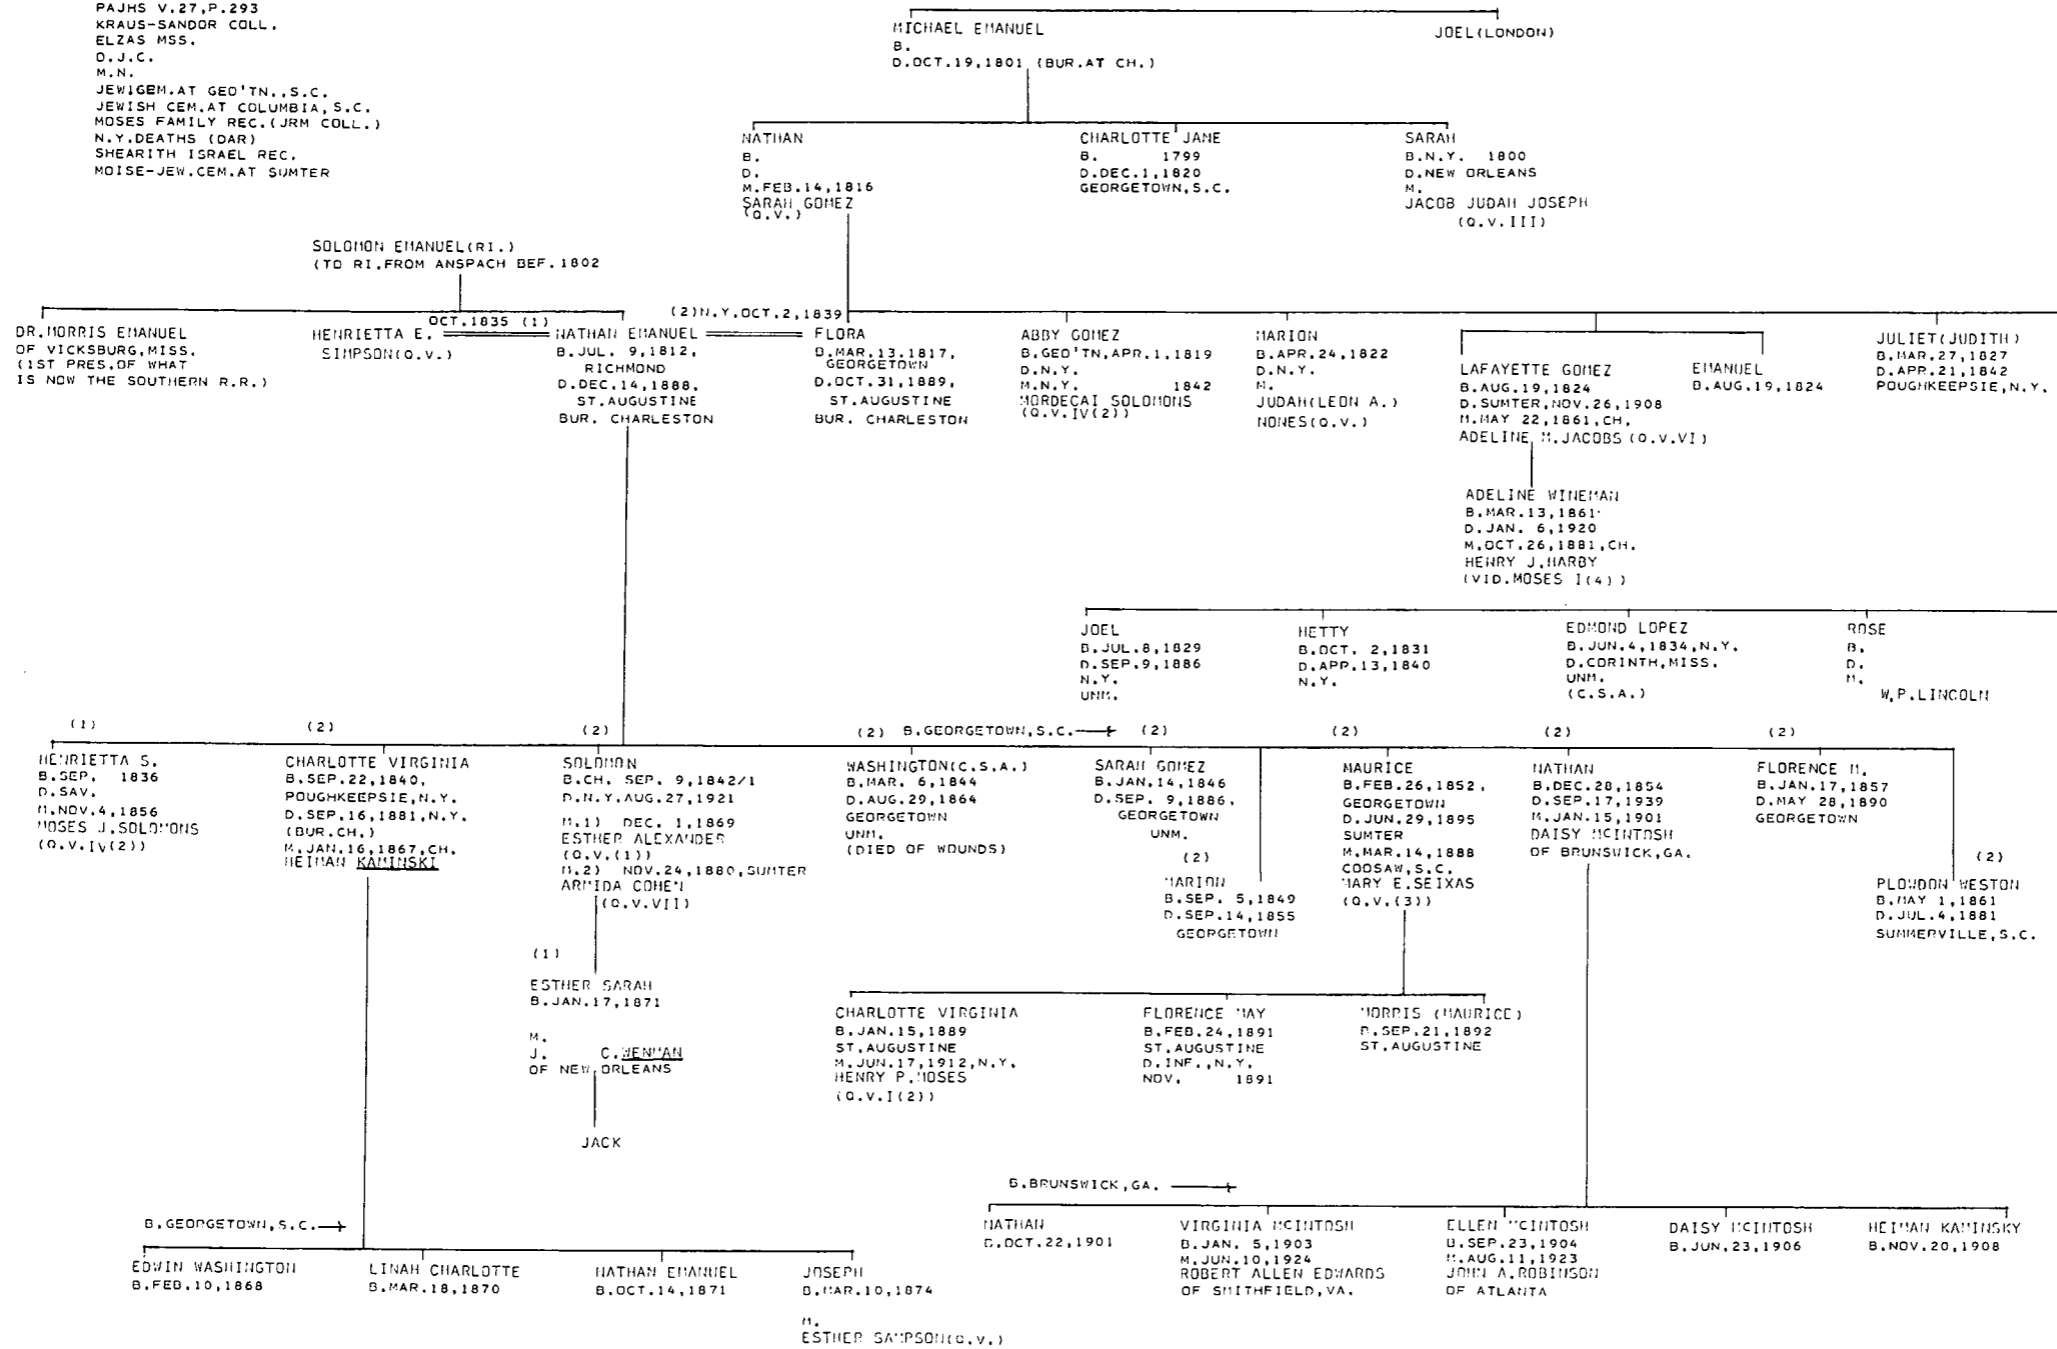 PAJHS V.27,P.293
KRAUS-SANDOR COLL.
ELZAS MSS.
D.J.C.
M.N.
JEWIGEM.AT GEO'TN.,S.C.
JEWISH CEM.AT COLUMBIA,S.C.
MOSES FAMILY REC.(JRM COLL.)
N.Y.DEATHS (DAR)
SHEARITH ISRAEL REC.
MOISE-JEW.CEM.AT SUMTER
MICHAEL EMANUEL
B.
D.OCT.19,1801 (BUR.AT CH.)
JOEL(LONDON)
NATHAN
B.
D.
M.FEB.14,1816
SARAH GOMEZ
(Q.V.)
CHARLOTTE JANE
B. 1799
D.DEC.1,1820
GEORGETOWN,S.C.
SARAH
B.N.Y. 1800
D.NEW ORLEANS
M.
JACOB JUDAH JOSEPH
(Q.V.III)
SOLOMON EMANUEL(RI.)
(TO RI.FROM ANSPACH BEF.1802
DR.MORRIS EMANUEL
OF VICKSBURG,MISS.
(1ST PRES.OF WHAT
IS NOW THE SOUTHERN R.R.)
HENRIETTA E.
SIMPSON(Q.V.)
OCT.1835 (1)
NATHAN EMANUEL
B.JUL. 9,1812,
RICHMOND
D.DEC.14,1888.
ST.AUGUSTINE
BUR. CHARLESTON
(2)N.Y.OCT.2,1839
FLORA
B.MAR.13.1817,
GEORGETOWN
D.OCT.31,1889,
ST.AUGUSTINE
BUR. CHARLESTON
ABBY GOMEZ
B.GEO'TN,APR.1,1819
D.N.Y.
M.N.Y. 1842
MORDECAI SOLOMONS
(Q.V.IV(2))
MARION
B.APR.24,1822
D.N.Y.
M.
JUDAH(LEON A.)
NONES(Q.V.)
LAFAYETTE GOMEZ
B.AUG.19,1824
D.SUMTER,NOV.26,1908
M.MAY 22,1861,CH.
ADELINE M.JACOBS(Q.V.VI)
EMANUEL
B.AUG.19,1824
JULIET(JUDITH)
B.MAR.27,1827
D.APR.21,1842
POUGHKEEPSIE,N.Y.
ADELINE WINEMAN
B.MAR.13,1861
D.JAN. 6,1920
M.OCT.26,1881,CH.
HENRY J.HARBY
(VID.MOSES I(4))
JOEL
B.JUL.8,1829
D.SEP.9,1886
N.Y.
UNM.
HETTY
B.OCT. 2,1831
D.APR.13,1840
N.Y.
EDMOND LOPEZ
B.JUN.4,1834,N.Y.
D.CORINTH,MISS.
UNM.
(C.S.A.)
ROSE
B.
D.
M.
W.P.LINCOLN
(1)
HENRIETTA S.
B.SEP. 1836
D.SAV.
M.NOV.4,1856
MOSES J.SOLOMONS
(Q.V.IV(2))
(2)
CHARLOTTE VIRGINIA
B.SEP.22,1840,
POUGHKEEPSIE,N.Y.
D.SEP.16,1881,N.Y.
(BUR.CH.)
M.JAN.16,1867,CH.
HEIMAN KAMINSKI
(2)
SOLOMON
B.CH. SEP. 9,1842/1
D.N.Y.AUG.27,1921
M.1) DEC. 1,1869
ESTHER ALEXANDER
(Q.V.(1))
M.2) NOV.24,1880,SUMTER
ARMIDA COHEN
(Q.V.VII)
(2) B.GEORGETOWN,S.C.→
WASHINGTON(C.S.A.)
B.MAR. 6,1844
D.AUG.29,1864
GEORGETOWN
UNM.
(DIED OF WOUNDS)
(2)
SARAH GOMEZ
B.JAN.14,1846
D.SEP. 9,1886,
GEORGETOWN
UNM.
(2)
MARION
B.SEP. 5,1849
D.SEP.14,1855
GEORGETOWN
(2)
MAURICE
B.FEB.26,1852,
GEORGETOWN
D.JUN.29,1895
SUMTER
M.MAR.14,1888
COOSAW,S.C.
MARY E.SEIXAS
(Q.V.(3))
(2)
NATHAN
B.DEC.28,1854
D.SEP.17,1939
M.JAN.15,1901
DAISY MCINTOSH
OF BRUNSWICK,GA.
(2)
FLORENCE M.
B.JAN.17,1857
D.MAY 28,1890
GEORGETOWN
(2)
PLOWDON WESTON
B.MAY 1,1861
D.JUL.4,1881
SUMMERVILLE,S.C.
(1)
ESTHER SARAH
B.JAN.17,1871
M.
J. C.WENMAN
OF NEW ORLEANS
JACK
CHARLOTTE VIRGINIA
B.JAN.15,1889
ST.AUGUSTINE
M.JUN.17,1912,N.Y.
HENRY P.MOSES
(Q.V.I(2))
FLORENCE MAY
B.FEB.24,1891
ST.AUGUSTINE
D.INF.,N.Y.
NOV. 1891
MORRIS (MAURICE)
B.SEP.21,1892
ST.AUGUSTINE
B.BRUNSWICK,GA. →
NATHAN
D.OCT.22,1901
VIRGINIA MCINTOSH
B.JAN. 5,1903
M.JUN.10,1924
ROBERT ALLEN EDWARDS
OF SMITHFIELD,VA.
ELLEN MCINTOSH
B.SEP.23,1904
M.AUG.11,1923
JOHN A.ROBINSON
OF ATLANTA
DAISY MCINTOSH
B.JUN.23,1906
HEIMAN KAMINSKY
B.NOV.20,1908
B.GEORGETOWN,S.C.→
EDWIN WASHINGTON
B.FEB.10,1868
LINAH CHARLOTTE
B.MAR.18,1870
NATHAN EMANUEL
B.OCT.14,1871
JOSEPH
B.MAR.10,1874
M.
ESTHER SAMPSON(Q.V.)